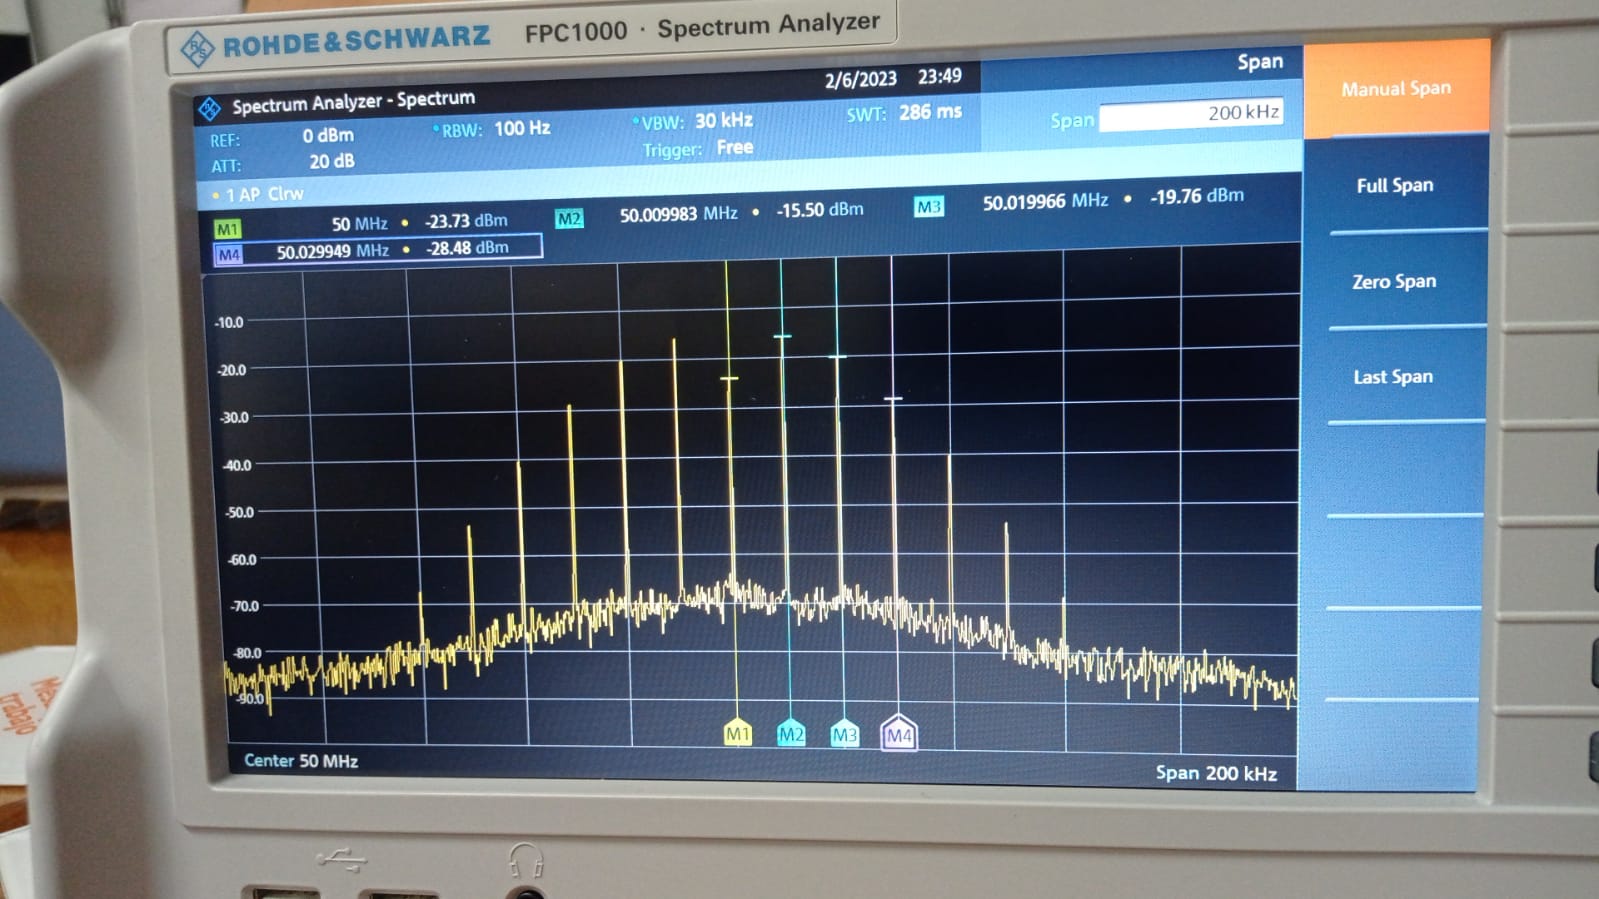 ROHDE&SCHWARZ FPC1000 · Spectrum Analyzer
Spectrum Analyzer - Spectrum 2/6/2023 23:49 Span
REF: 0 dBm RBW: 100 Hz VBW: 30 kHz SWT: 286 ms Span 200 kHz
ATT: 20 dB Trigger: Free
1 AP Clrw
M1 50 MHz • -23.73 dBm M2 50.009983 MHz • -15.50 dBm M3 50.019966 MHz • -19.76 dBm
M4 50.029949 MHz • -28.48 dBm
-10.0
-20.0
-30.0
-40.0
-50.0
-60.0
-70.0
-80.0
-90.0
M1 M2 M3 M4
Center 50 MHz Span 200 kHz
Manual Span
Full Span
Zero Span
Last Span
trabajo